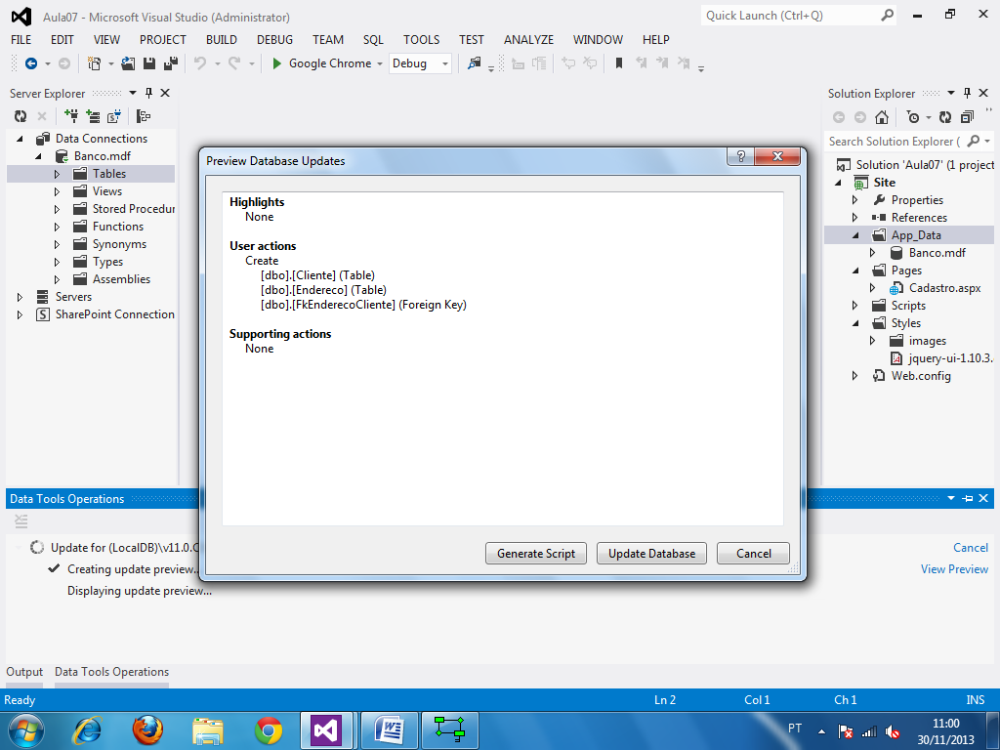 Aula07 - Microsoft Visual Studio (Administrator)
Quick Launch (Ctrl+Q)
FILE EDIT VIEW PROJECT BUILD DEBUG TEAM SQL TOOLS TEST ANALYZE WINDOW HELP
Google Chrome Debug
Server Explorer
Data Connections
Banco.mdf
Tables
Views
Stored Procedur
Functions
Synonyms
Types
Assemblies
Servers
SharePoint Connection
Preview Database Updates
Highlights
None
User actions
Create
[dbo].[Cliente] (Table)
[dbo].[Endereco] (Table)
[dbo].[FkEnderecoCliente] (Foreign Key)
Supporting actions
None
Generate Script Update Database Cancel
Solution Explorer
Search Solution Explorer (
Solution 'Aula07' (1 project
Site
Properties
References
App_Data
Banco.mdf
Pages
Cadastro.aspx
Scripts
Styles
images
jquery-ui-1.10.3.
Web.config
Data Tools Operations
Update for (LocalDB)\v11.0.C
Cancel
Creating update preview..
View Preview
Displaying update preview...
Output Data Tools Operations
Ready Ln 2 Col 1 Ch 1 INS
PT
11:00
30/11/2013